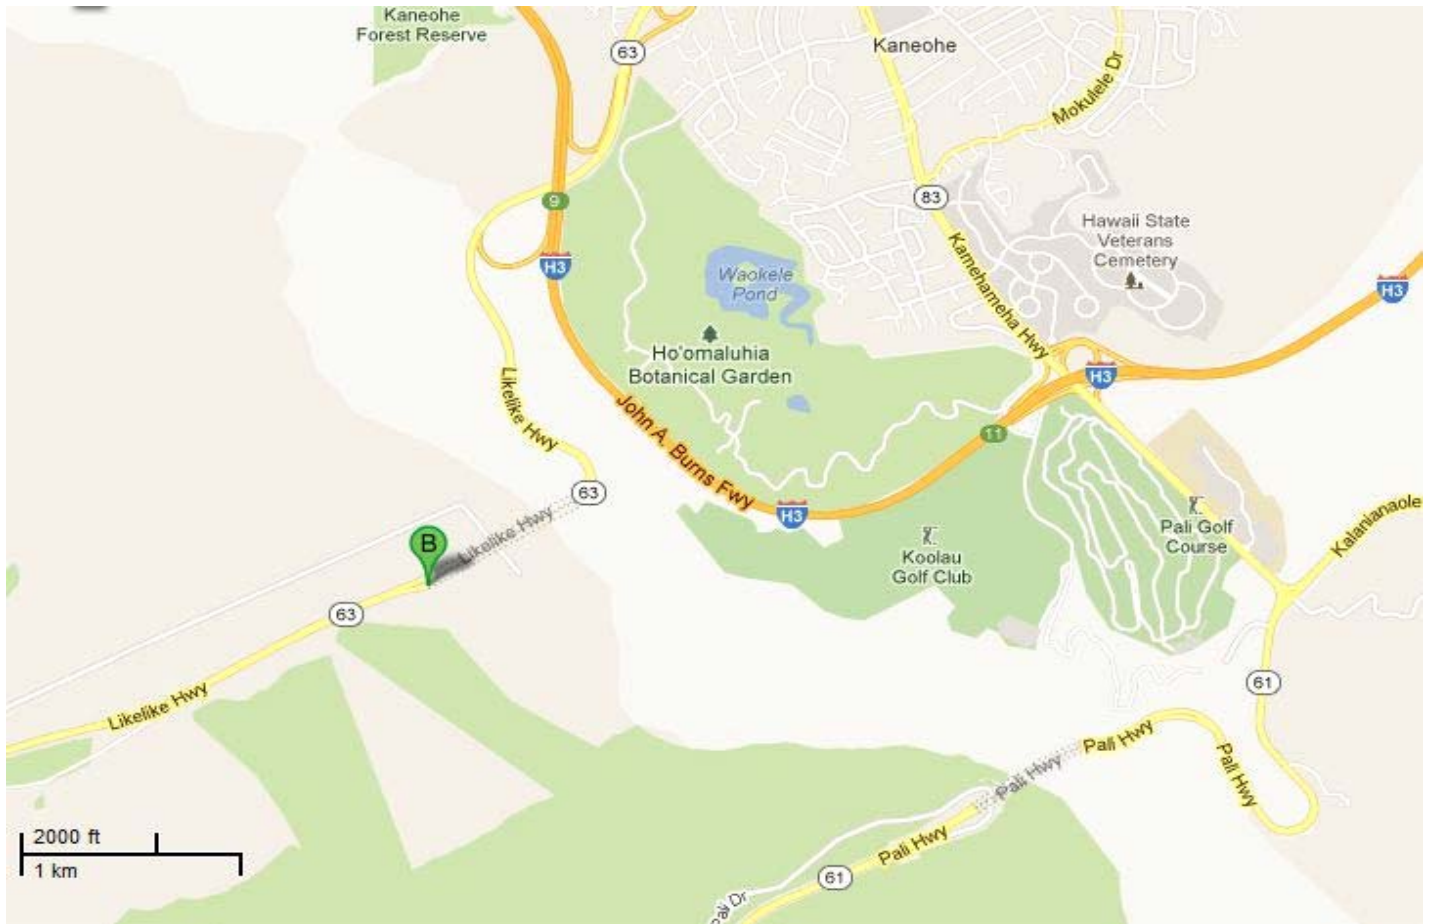 Kaneohe
Forest Reserve
63
Kaneohe
Mokulele Dr
9
83
Hawaii State
Veterans
Cemetery
H3
Kamehameha Hwy
Waokele
Pond
H3
Ho'omaluhia
Botanical Garden
H3
Likelike Hwy
John A. Burns Fwy
11
63
H3
Likelike Hwy
B
Koolau
Golf Club
Pali Golf
Course
Kalanianaole
63
61
Likelike Hwy
Pali Hwy
Pali Hwy
Pali Hwy
2000 ft
1 km
Pali Hwy
61